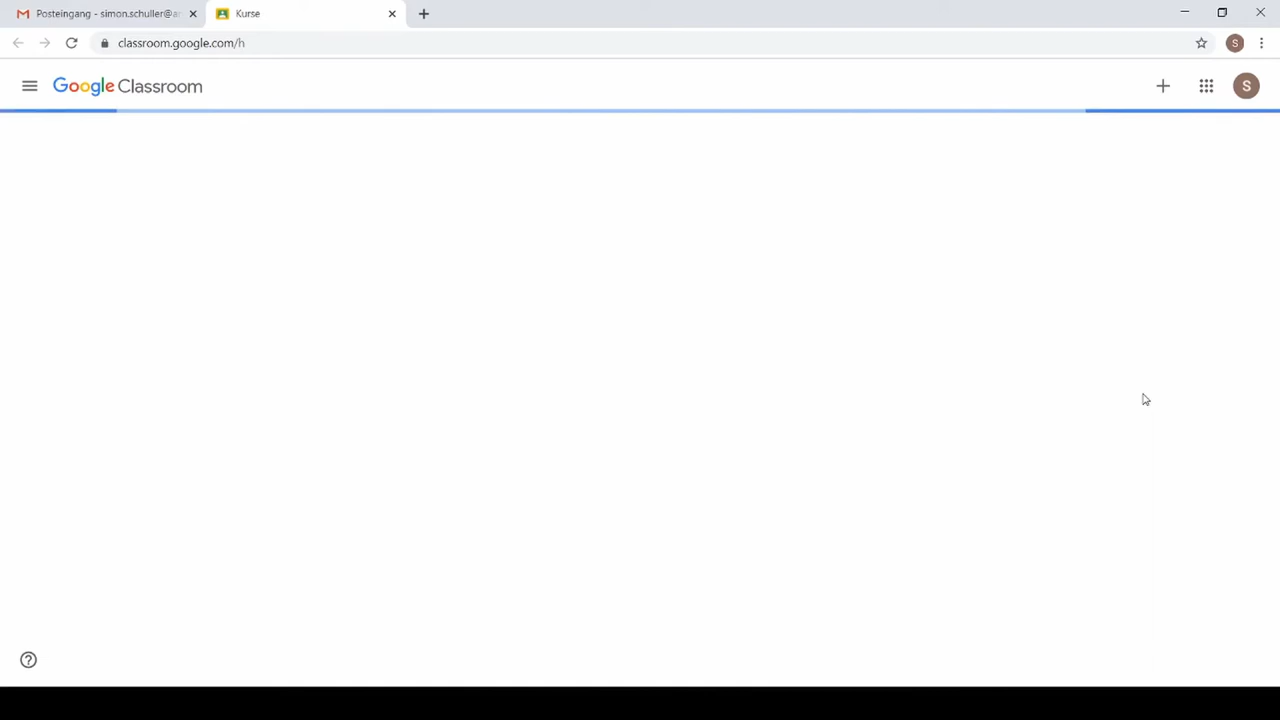 Posteingang - simon.schuller@a
Kurse
classroom.google.com/h
S
Google Classroom
S